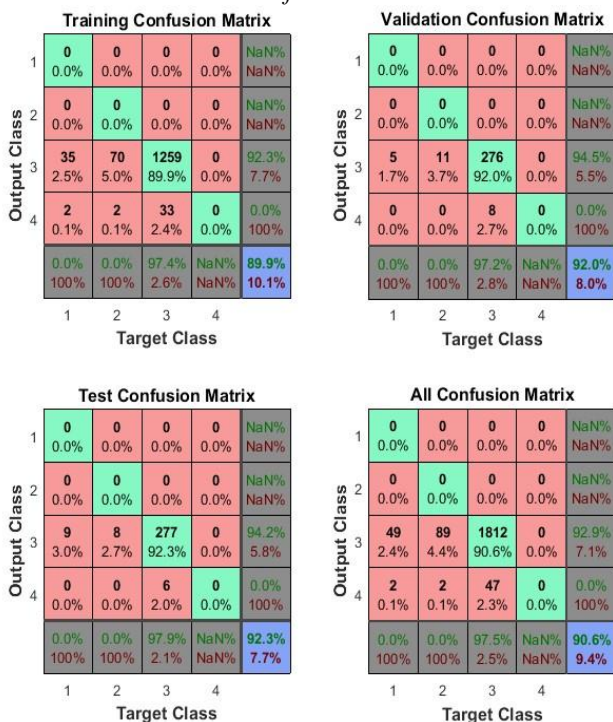 Training Confusion Matrix
Output Class
1 0 0 0 0 NaN%
0.0% 0.0% 0.0% 0.0% NaN%
2 0 0 0 0 NaN%
0.0% 0.0% 0.0% 0.0% NaN%
3 35 70 1259 0 92.3%
2.5% 5.0% 89.9% 0.0% 7.7%
4 2 2 33 0 0.0%
0.1% 0.1% 2.4% 0.0% 100%
0.0% 0.0% 97.4% NaN% 89.9%
100% 100% 2.6% NaN% 10.1%
1 2 3 4
Target Class
Validation Confusion Matrix
Output Class
1 0 0 0 0 NaN%
0.0% 0.0% 0.0% 0.0% NaN%
2 0 0 0 0 NaN%
0.0% 0.0% 0.0% 0.0% NaN%
3 5 11 276 0 94.5%
1.7% 3.7% 92.0% 0.0% 5.5%
4 0 0 8 0 0.0%
0.0% 0.0% 2.7% 0.0% 100%
0.0% 0.0% 97.2% NaN% 92.0%
100% 100% 2.8% NaN% 8.0%
1 2 3 4
Target Class
Test Confusion Matrix
Output Class
1 0 0 0 0 NaN%
0.0% 0.0% 0.0% 0.0% NaN%
2 0 0 0 0 NaN%
0.0% 0.0% 0.0% 0.0% NaN%
3 9 8 277 0 94.2%
3.0% 2.7% 92.3% 0.0% 5.8%
4 0 0 6 0 0.0%
0.0% 0.0% 2.0% 0.0% 100%
0.0% 0.0% 97.9% NaN% 92.3%
100% 100% 2.1% NaN% 7.7%
1 2 3 4
Target Class
All Confusion Matrix
Output Class
1 0 0 0 0 NaN%
0.0% 0.0% 0.0% 0.0% NaN%
2 0 0 0 0 NaN%
0.0% 0.0% 0.0% 0.0% NaN%
3 49 89 1812 0 92.9%
2.4% 4.4% 90.6% 0.0% 7.1%
4 2 2 47 0 0.0%
0.1% 0.1% 2.3% 0.0% 100%
0.0% 0.0% 97.5% NaN% 90.6%
100% 100% 2.5% NaN% 9.4%
1 2 3 4
Target Class